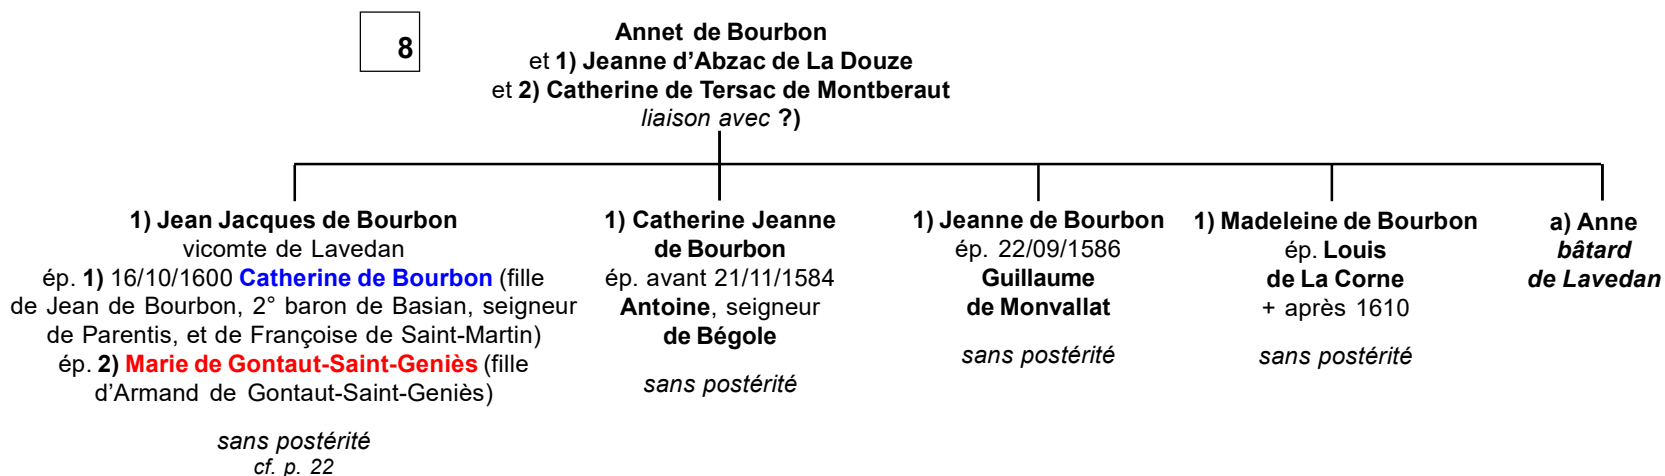 8
Annet de Bourbon
et 1) Jeanne d'Abzac de La Douze
et 2) Catherine de Tersac de Montberaut
liaison avec ?)
1) Jean Jacques de Bourbon
vicomte de Lavedan
ép. 1) 16/10/1600 Catherine de Bourbon (fille
de Jean de Bourbon, 2° baron de Basian, seigneur
de Parentis, et de Françoise de Saint-Martin)
ép. 2) Marie de Gontaut-Saint-Geniès (fille
d'Armand de Gontaut-Saint-Geniès)
sans postérité
cf. p. 22
1) Catherine Jeanne
de Bourbon
ép. avant 21/11/1584
Antoine, seigneur
de Bégole
sans postérité
1) Jeanne de Bourbon
ép. 22/09/1586
Guillaume
de Monvallat
sans postérité
1) Madeleine de Bourbon
ép. Louis
de La Corne
+ après 1610
sans postérité
a) Anne
bâtard
de Lavedan